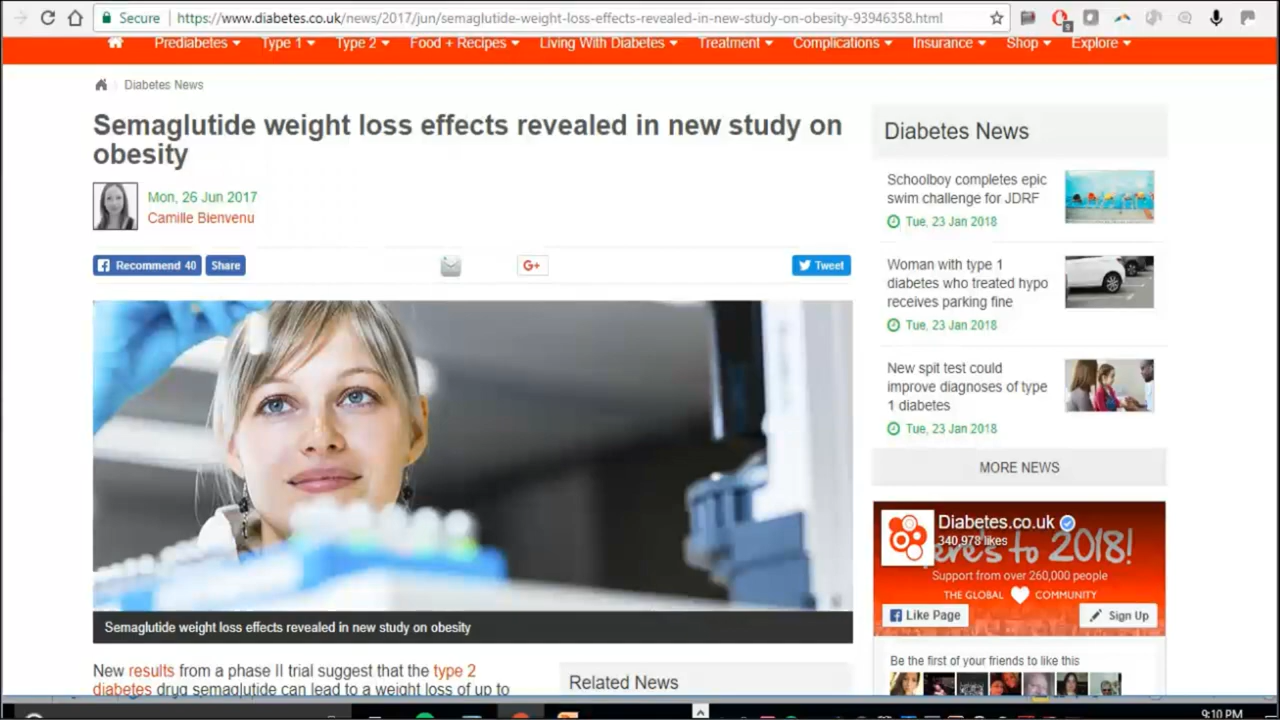 Secure https://www.diabetes.co.uk/news/2017/jun/semaglutide-weight-loss-effects-revealed-in-new-study-on-obesity-93946358.html
9
Prediabetes Type 1 Type 2 Food + Recipes Living With Diabetes Treatment Complications Insurance Shop Explore
Diabetes News
Semaglutide weight loss effects revealed in new study on
obesity
Mon, 26 Jun 2017
Camille Bienvenu
Recommend 40 Share G+ Tweet
Semaglutide weight loss effects revealed in new study on obesity
New results from a phase II trial suggest that the type 2
diabetes drug semaglutide can lead to a weight loss of up to
Related News
Diabetes News
Schoolboy completes epic
swim challenge for JDRF
Tue, 23 Jan 2018
Woman with type 1
diabetes who treated hypo
receives parking fine
Tue, 23 Jan 2018
New spit test could
improve diagnoses of type
1 diabetes
Tue, 23 Jan 2018
MORE NEWS
Diabetes.co.uk
340,978 likes
ere's to 2018!
Support from over 260,000 people
THE GLOBAL COMMUNITY
Like Page Sign Up
Be the first of your friends to like this
9:10 PM